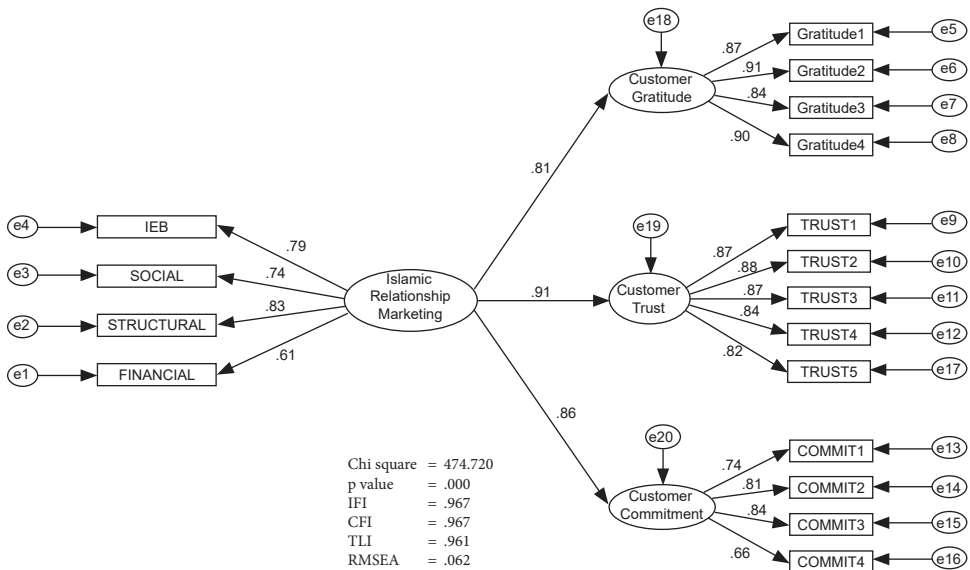 e18
Customer
Gratitude
.87
.91
.84
.90
Gratitude1
Gratitude2
Gratitude3
Gratitude4
e5
e6
e7
e8
.81
e4
e3
e2
e1
IEB
SOCIAL
STRUCTURAL
FINANCIAL
.79
.74
.83
.61
Islamic
Relationship
Marketing
.91
e19
Customer
Trust
.87
.88
.87
.84
.82
TRUST1
TRUST2
TRUST3
TRUST4
TRUST5
e9
e10
e11
e12
e17
.86
e20
Customer
Commitment
.74
.81
.84
.66
COMMIT1
COMMIT2
COMMIT3
COMMIT4
e13
e14
e15
e16
Chi square = 474.720
p value = .000
IFI = .967
CFI = .967
TLI = .961
RMSEA = .062